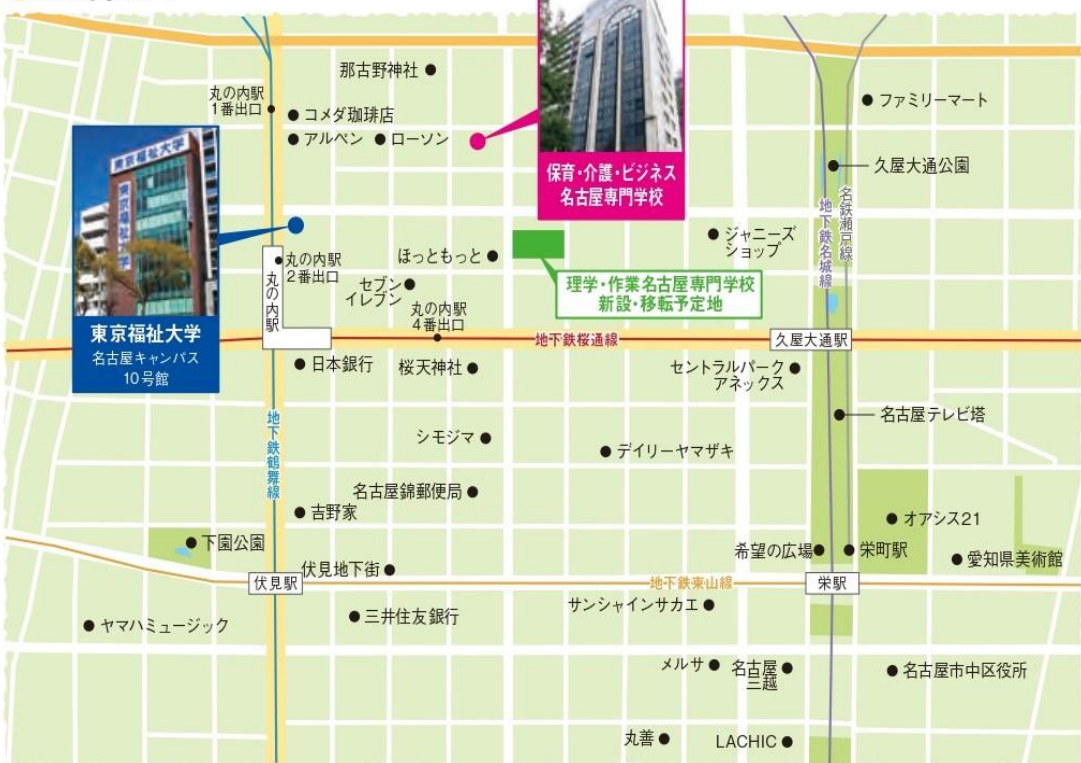 那古野神社
丸の内駅
1番出口
コメダ珈琲店
アルペン
ローソン
保育・介護・ビジネス
名古屋専門学校
ファミリーマート
久屋大通公園
地下鉄名城線
名鉄瀬戸線
東京福祉大学
東京福祉大学
東京福祉大学
名古屋キャンパス
10号館
丸の内駅
2番出口
丸の内駅
ほっともっと
セブン
イレブン
丸の内駅
4番出口
ジャニーズ
ショップ
理学・作業名古屋専門学校
新設・移転予定地
地下鉄桜通線
久屋大通駅
日本銀行
桜天神社
セントラルパーク
アネックス
名古屋テレビ塔
地下鉄鶴舞線
シモジマ
デイリーヤマザキ
名古屋錦郵便局
吉野家
オアシス21
下園公園
希望の広場
栄町駅
愛知県美術館
伏見地下街
伏見駅
地下鉄東山線
栄駅
サンシャインサカエ
三井住友銀行
ヤマハミュージック
メルサ
名古屋
三越
名古屋市中区役所
丸善
LACHIC